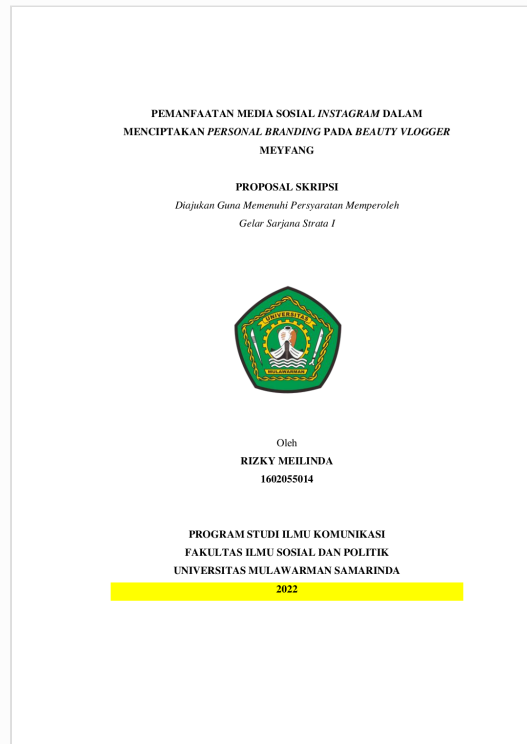 PEMANFAATAN MEDIA SOSIAL INSTAGRAM DALAM
MENCIPTAKAN PERSONAL BRANDING PADA BEAUTY VLOGGER
MEYFANG
PROPOSAL SKRIPSI
Diajukan Guna Memenuhi Persyaratan Memperoleh
Gelar Sarjana Strata I
UNIVERSITAS
MULAWARMAN
Oleh
RIZKY MEILINDA
1602055014
PROGRAM STUDI ILMU KOMUNIKASI
FAKULTAS ILMU SOSIAL DAN POLITIK
UNIVERSITAS MULAWARMAN SAMARINDA
2022